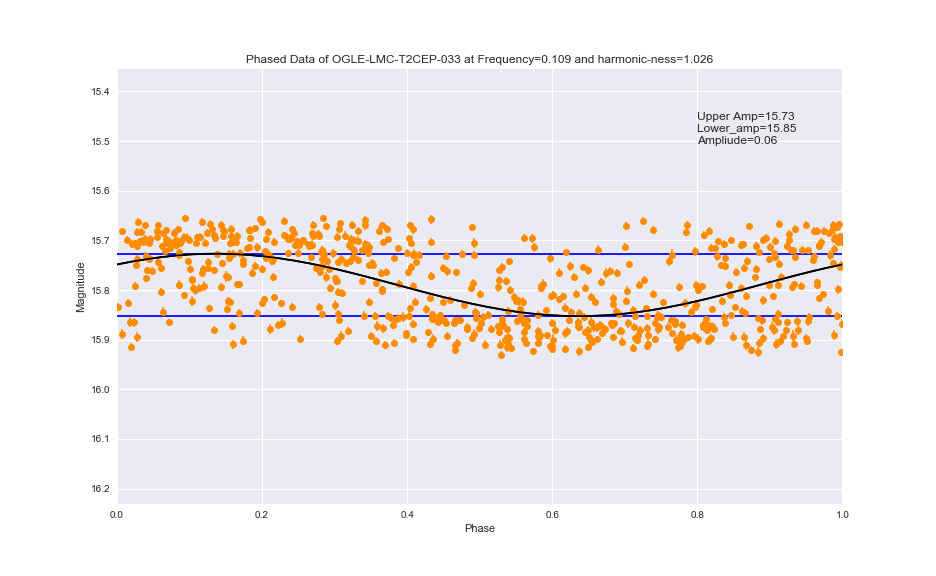 Phased Data of OGLE-LMC-T2CEP-033 at Frequency=0.109 and harmonic-ness=1.026
15.4
Upper Amp=15.73
Lower_amp=15.85
Ampliude=0.06
15.5
15.6
15.7
Magnitude
15.8
15.9
16.0
16.1
16.2
0.0 0.2 0.4 0.6 0.8 1.0
Phase